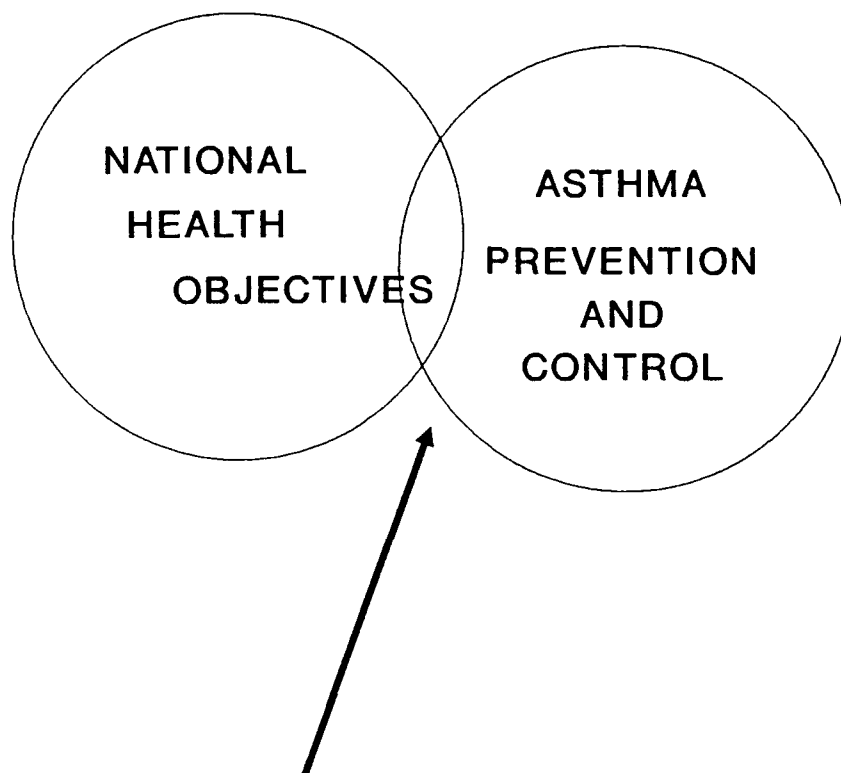 NATIONAL
HEALTH
OBJECTIVES
ASTHMA
PREVENTION
AND
CONTROL